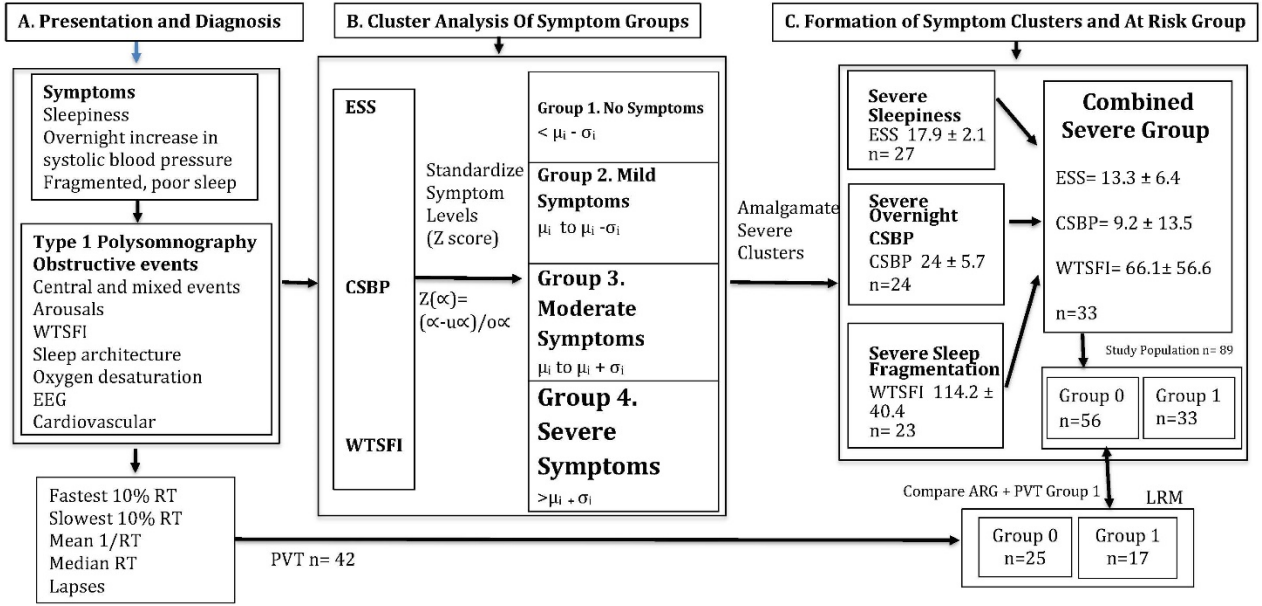 A. Presentation and Diagnosis
Symptoms
Sleepiness
Overnight increase in
systolic blood pressure
Fragmented, poor sleep
Type 1 Polysomnography
Obstructive events
Central and mixed events
Arousals
WTSFI
Sleep architecture
Oxygen desaturation
EEG
Cardiovascular
Fastest 10% RT
Slowest 10% RT
Mean 1/RT
Median RT
Lapses
PVT n= 42
B. Cluster Analysis Of Symptom Groups
ESS
CSBP
WTSFI
Standardize
Symptom
Levels
(Z score)
Z(∝)=
(∝-u∝)/o∝
Group 1. No Symptoms
< μi - σi
Group 2. Mild
Symptoms
μi to μi -σi
Group 3.
Moderate
Symptoms
μi to μi + σi
Group 4.
Severe
Symptoms
>μi + σi
Amalgamate
Severe
Clusters
C. Formation of Symptom Clusters and At Risk Group
Severe
Sleepiness
ESS 17.9 ± 2.1
n= 27
Severe
Overnight
CSBP
CSBP 24 ± 5.7
n=24
Severe Sleep
Fragmentation
WTSFI 114.2 ±
40.4
n= 23
Combined
Severe Group
ESS= 13.3 ± 6.4
CSBP= 9.2 ± 13.5
WTSFI= 66.1± 56.6
n=33
Study Population n= 89
Group 0
n=56
Group 1
n=33
Compare ARG + PVT Group 1
LRM
Group 0
n=25
Group 1
n=17